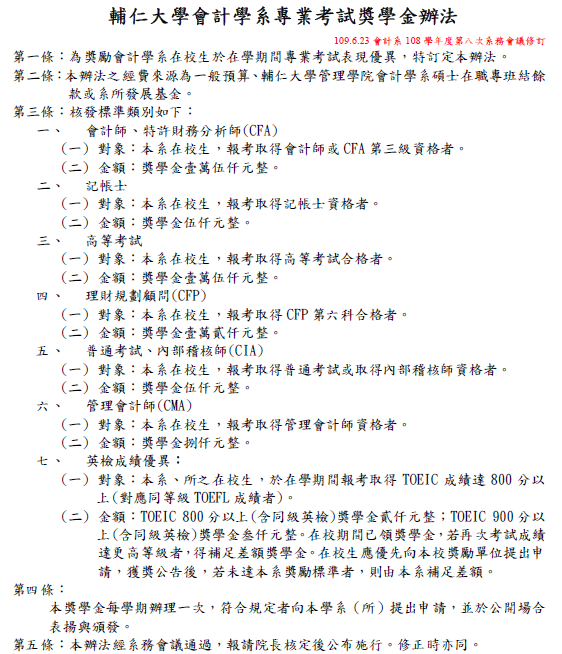 輔仁大學會計學系專業考試獎學金辦法
109.6.23 會計系 108 學年度第八次系務會議修訂
第一條：為獎勵會計學系在校生於在學期間專業考試表現優異，特訂定本辦法。
第二條：本辦法之經費來源為一般預算、輔仁大學管理學院會計學系碩士在職專班結餘
款或系所發展基金。
第三條：核發標準類別如下：
一、 會計師、特許財務分析師(CFA)
(一) 對象：本系在校生，報考取得會計師或 CFA 第三級資格者。
(二) 金額：獎學金壹萬伍仟元整。
二、 記帳士
(一) 對象：本系在校生，報考取得記帳士資格者。
(二) 金額：獎學金伍仟元整。
三、 高等考試
(一) 對象：本系在校生，報考取得高等考試合格者。
(二) 金額：獎學金壹萬伍仟元整。
四、 理財規劃顧問(CFP)
(一) 對象：本系在校生，報考取得 CFP 第六科合格者。
(二) 金額：獎學金壹萬貳仟元整。
五、 普通考試、內部稽核師(CIA)
(一) 對象：本系在校生，報考取得普通考試或取得內部稽核師資格者。
(二) 金額：獎學金伍仟元整。
六、 管理會計師(CMA)
(一) 對象：本系在校生，報考取得管理會計師資格者。
(二) 金額：獎學金捌仟元整。
七、 英檢成績優異：
(一) 對象：本系、所之在校生，於在學期間報考取得 TOEIC 成績達 800 分以
上(對應同等級 TOEFL 成績者)。
(二) 金額：TOEIC 800 分以上(含同級英檢)獎學金貳仟元整；TOEIC 900 分以
上(含同級英檢)獎學金叁仟元整。在校期間已領獎學金，若再次考試成績
達更高等級者，得補足差額獎學金。在校生應優先向本校獎勵單位提出申
請，獲獎公告後，若未達本系獎勵標準者，則由本系補足差額。
第四條：
本獎學金每學期辦理一次，符合規定者向本學系（所）提出申請，並於公開場合
表揚與頒發。
第五條：本辦法經系務會議通過，報請院長核定後公布施行。修正時亦同。